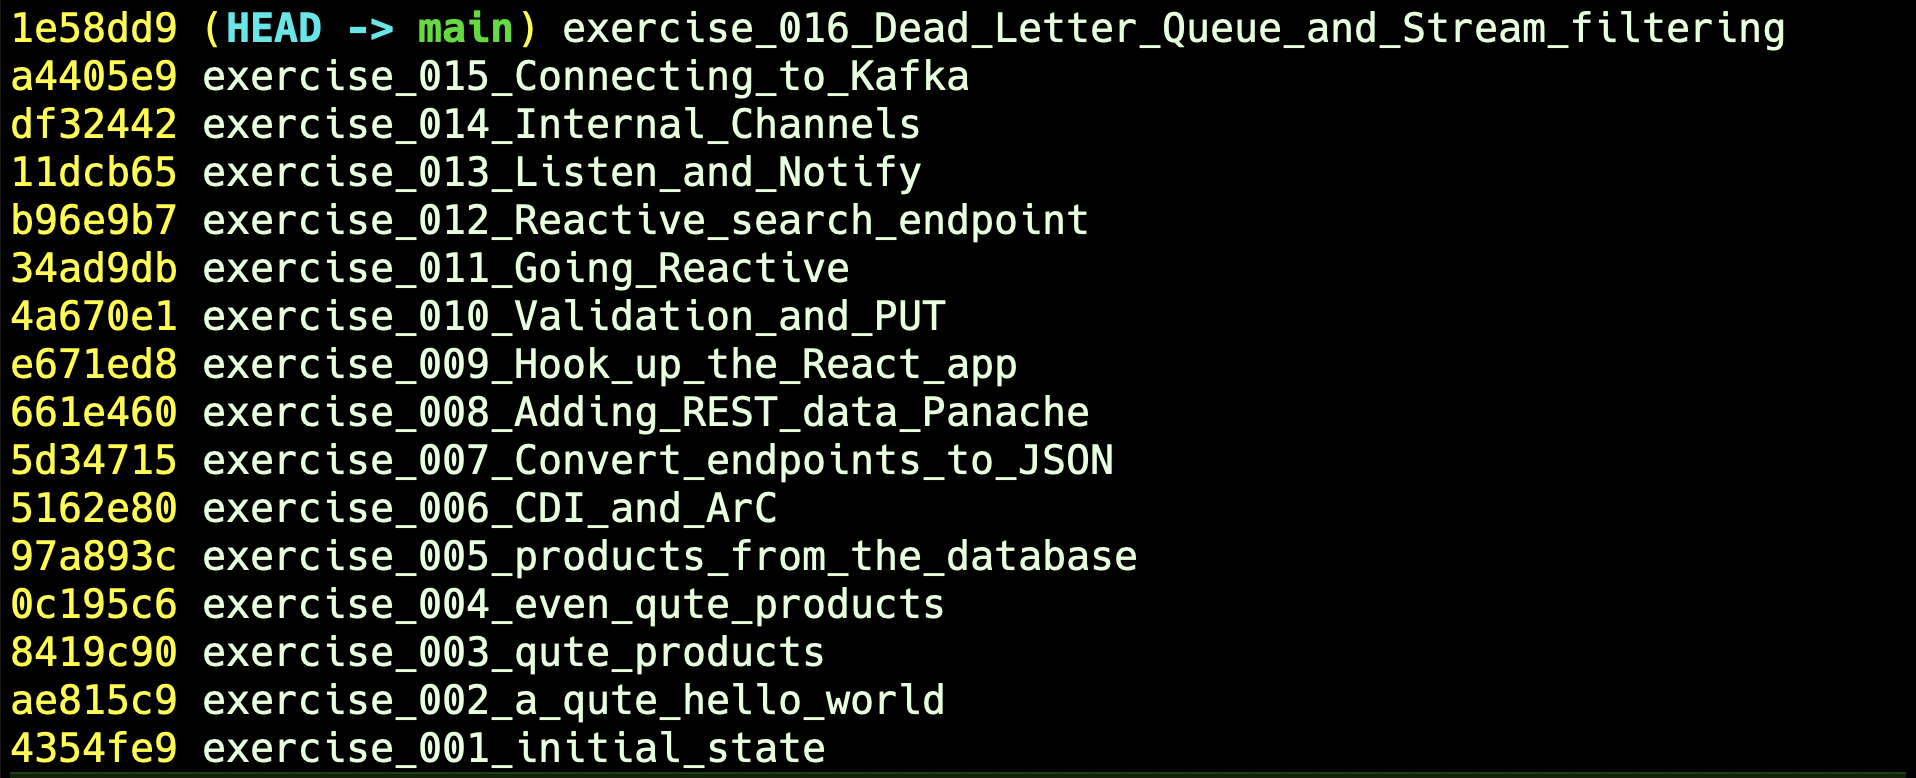 1e58dd9 (HEAD -> main) exercise_016_Dead_Letter_Queue_and_Stream_filtering
a4405e9 exercise_015_Connecting_to_Kafka
df32442 exercise_014_Internal_Channels
11dcb65 exercise_013_Listen_and_Notify
b96e9b7 exercise_012_Reactive_search_endpoint
34ad9db exercise_011_Going_Reactive
4a670e1 exercise_010_Validation_and_PUT
e671ed8 exercise_009_Hook_up_the_React_app
661e460 exercise_008_Adding_REST_data_Panache
5d34715 exercise_007_Convert_endpoints_to_JSON
5162e80 exercise_006_CDI_and_ArC
97a893c exercise_005_products_from_the_database
0c195c6 exercise_004_even_qute_products
8419c90 exercise_003_qute_products
ae815c9 exercise_002_a_qute_hello_world
4354fe9 exercise_001_initial_state